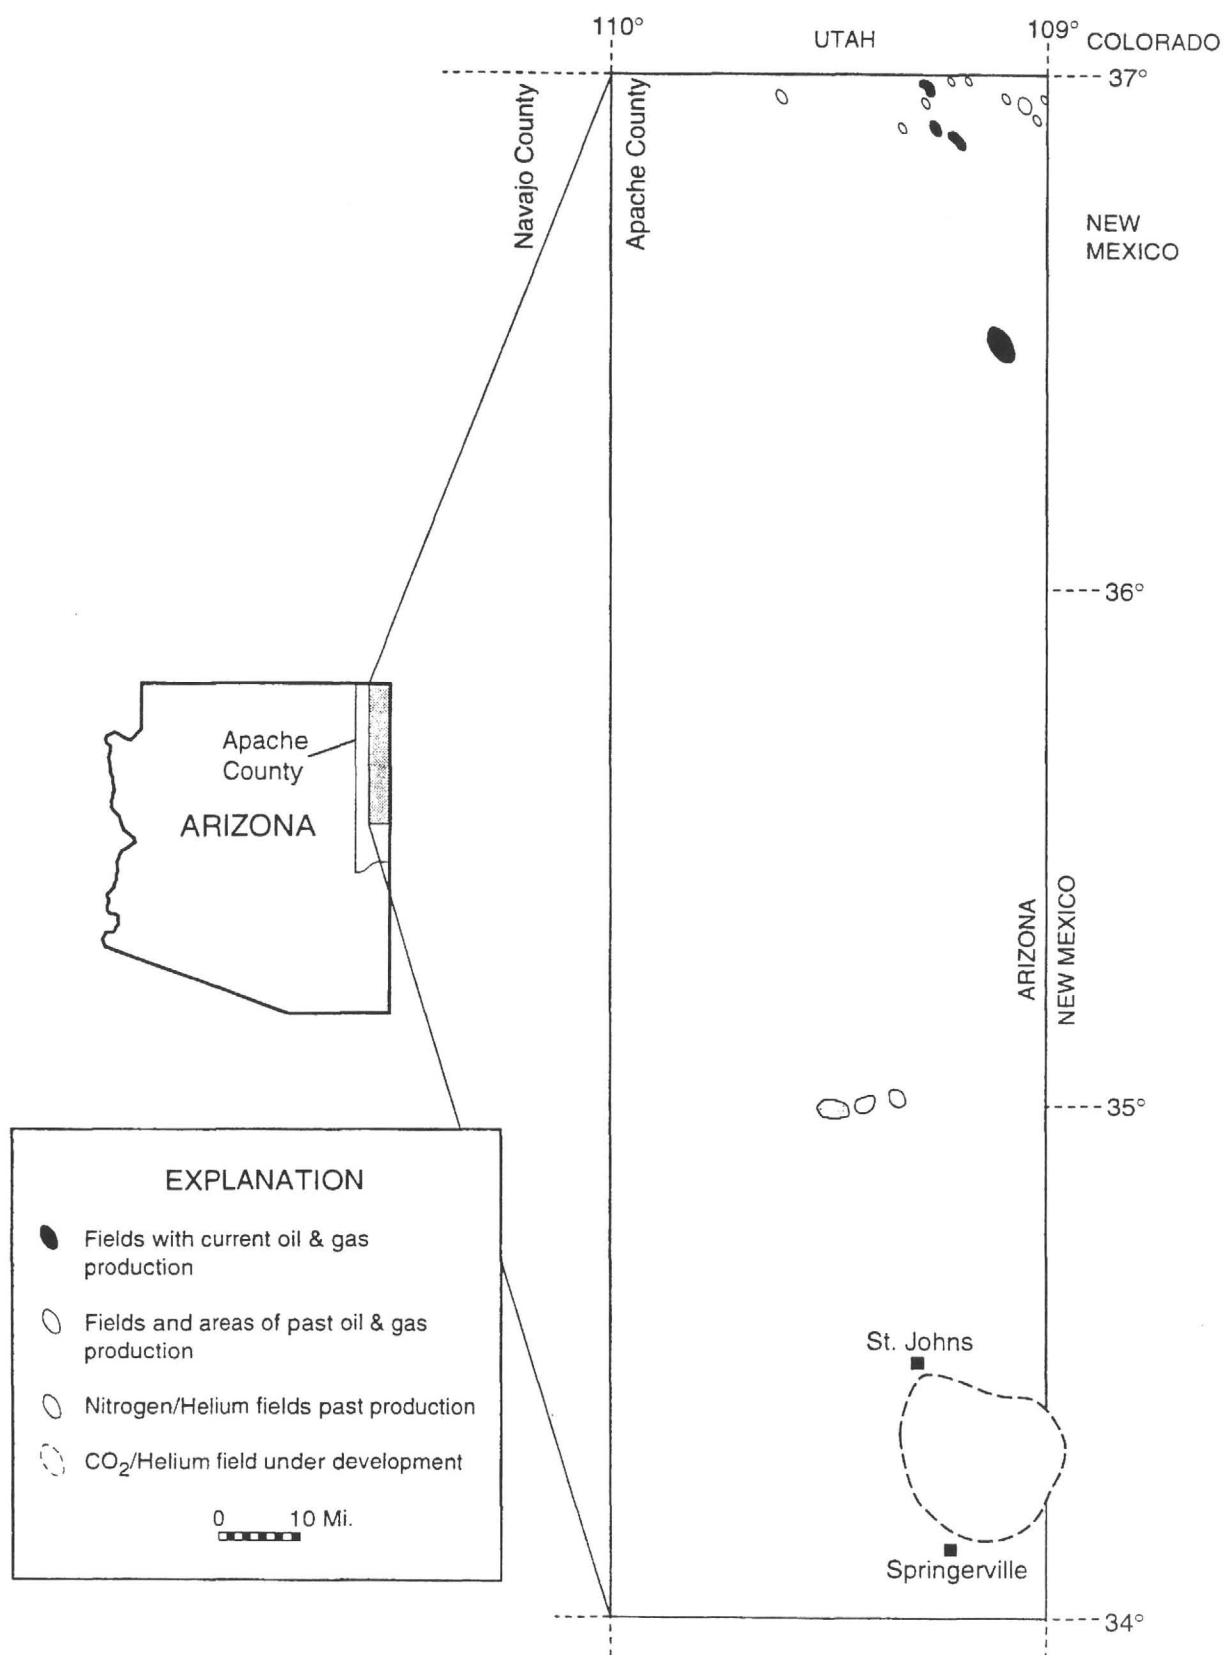 110°
UTAH
109°
COLORADO
37°
Navajo County
Apache County
NEW
MEXICO
36°
Apache
County
ARIZONA
ARIZONA
NEW MEXICO
35°
EXPLANATION
Fields with current oil & gas
production
Fields and areas of past oil & gas
production
Nitrogen/Helium fields past production
CO₂/Helium field under development
0 10 Mi.
St. Johns
Springerville
34°